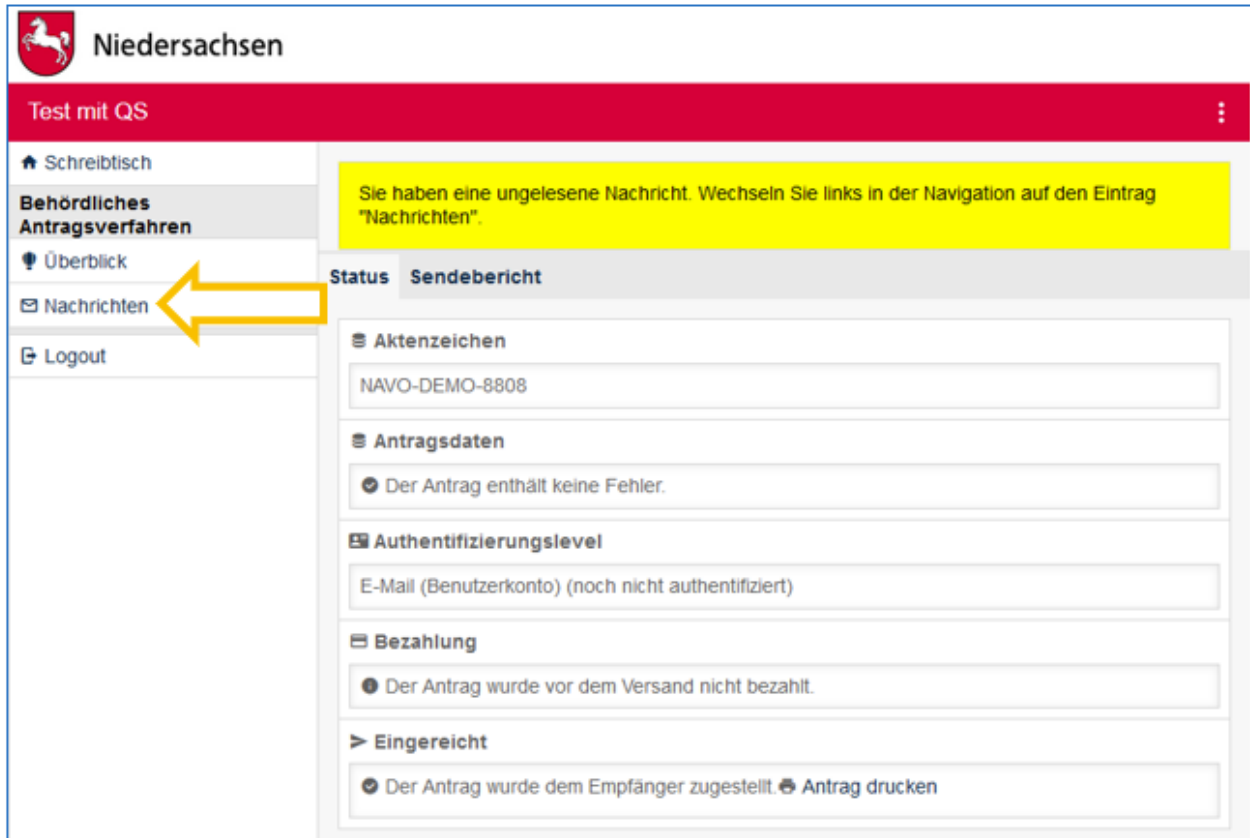 Niedersachsen
Test mit QS
Schreibtisch
Behördliches
Antragsverfahren
Überblick
Nachrichten
Logout
Sie haben eine ungelesene Nachricht. Wechseln Sie links in der Navigation auf den Eintrag
"Nachrichten".
Status Sendebericht
Aktenzeichen
NAVO-DEMO-8808
Antragsdaten
Der Antrag enthält keine Fehler.
Authentifizierungslevel
E-Mail (Benutzerkonto) (noch nicht authentifiziert)
Bezahlung
Der Antrag wurde vor dem Versand nicht bezahlt.
Eingereicht
Der Antrag wurde dem Empfänger zugestellt. Antrag drucken